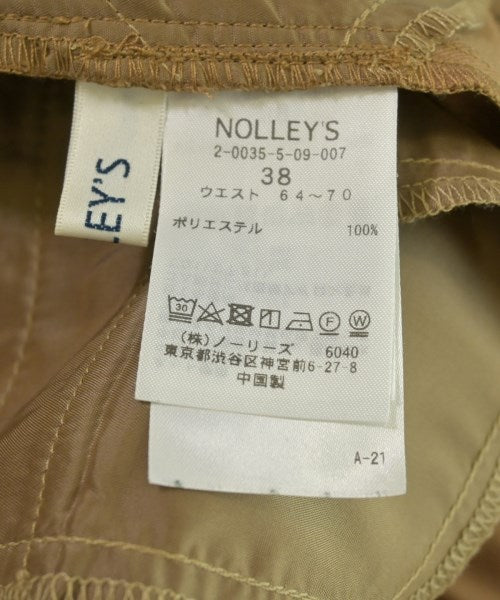 NOLLEY'S
2-0035-5-09-007
38
ウエスト 64～70
ポリエステル 100%
30
F W
(株)ノーリーズ 6040
東京都渋谷区神宮前6-27-8
中国製
A-21
LEY'S